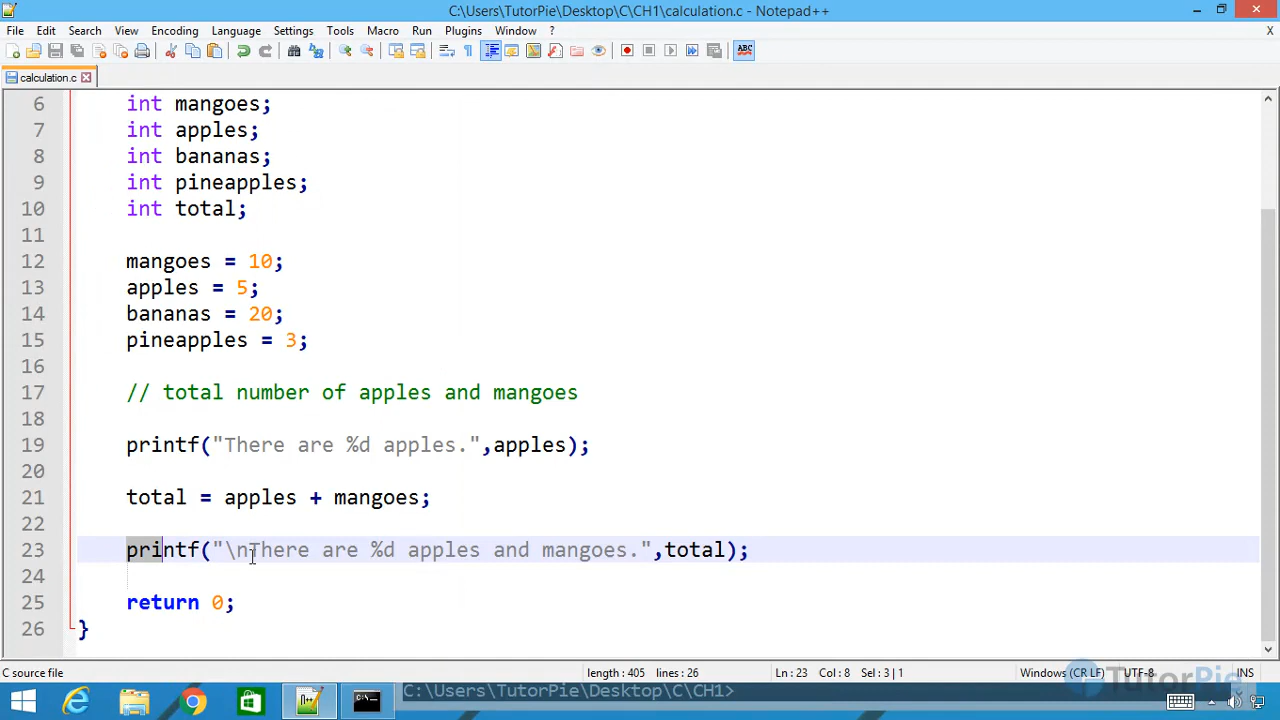 C:\Users\TutorPie\Desktop\C\CH1\calculation.c - Notepad++
File Edit Search View Encoding Language Settings Tools Macro Run Plugins Window ? X
ABC
calculation.c
6 int mangoes;
7 int apples;
8 int bananas;
9 int pineapples;
10 int total;
11
12 mangoes = 10;
13 apples = 5;
14 bananas = 20;
15 pineapples = 3;
16
17 // total number of apples and mangoes
18
19 printf("There are %d apples.",apples);
20
21 total = apples + mangoes;
22
23 printf("\nThere are %d apples and mangoes.",total);
24
25 return 0;
26 }
C source file length : 405 lines : 26 Ln : 23 Col : 8 Sel : 3 | 1 Windows (CR LF) UTF-8 INS
C:\Users\TutorPie\Desktop\C\CH1> TutorPie